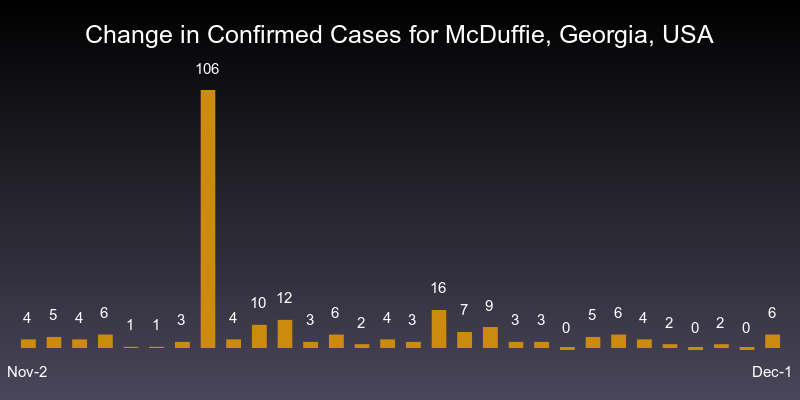 Change in Confirmed Cases for McDuffie, Georgia, USA
106
4 5 4 6 1 1 3 4 10 12 3 6 2 4 3 16 7 9 3 3 0 5 6 4 2 0 2 0 6
Nov-2 Dec-1